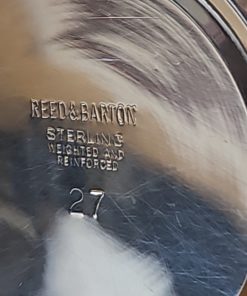 REED & BARTON
STERLING
WEIGHTED AND
REINFORCED
27